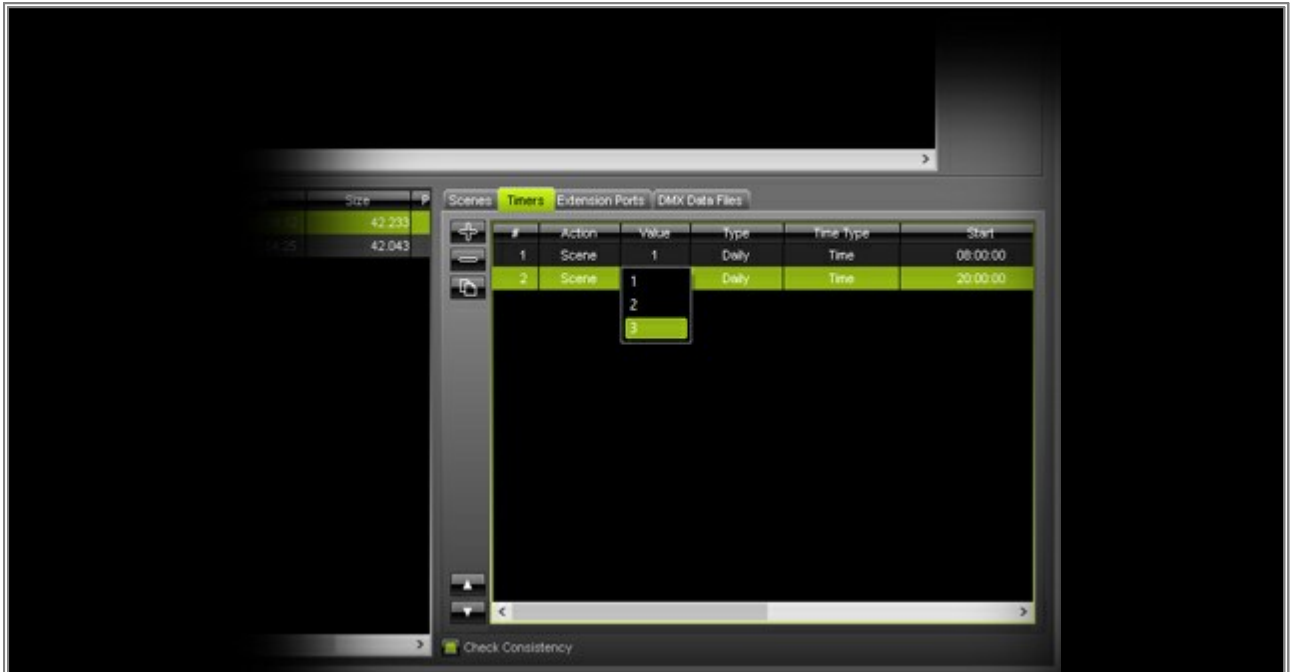 Size P
42.233
14:25 42.043
Scenes Timers Extension Ports DMX Data Files
# Action Value Type Time Type Start
1 Scene 1 Daily Time 08:00:00
2 Scene Daily Time 20:00:00
1
2
3
Check Consistency